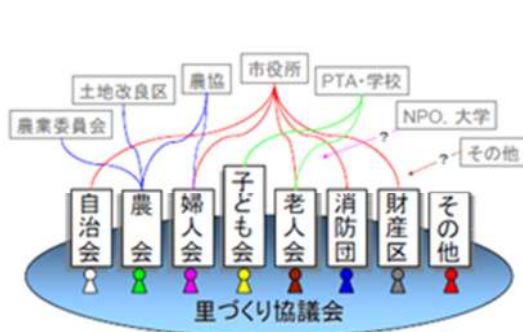 市役所
農協
PTA・学校
土地改良区
NPO，大学
農業委員会
?
その他
?
自治会
農会
婦人会
子ども会
老人会
消防団
財産区
その他
里づくり協議会